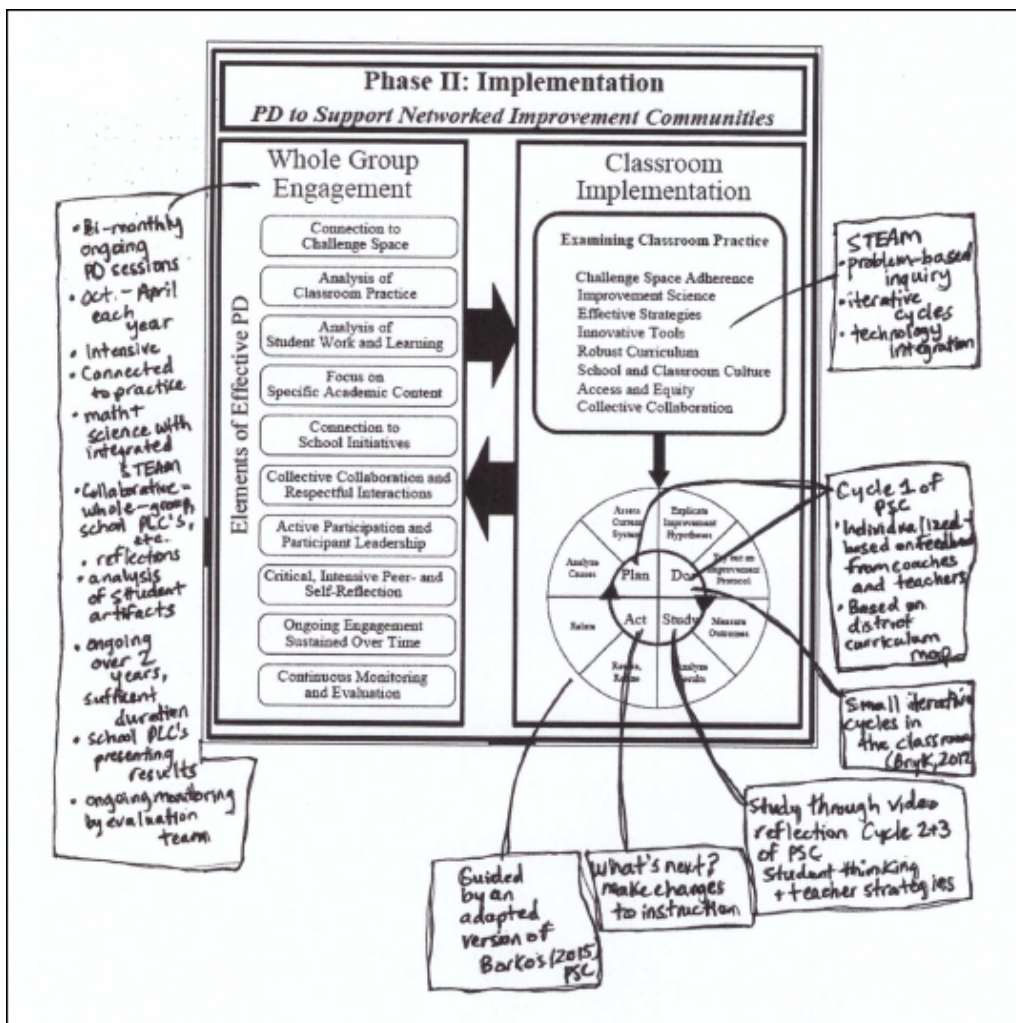 Phase II: Implementation
PD to Support Networked Improvement Communities
Whole Group
Engagement
Elements of Effective PD
Connection to
Challenge Space
Analysis of
Classroom Practice
Analysis of
Student Work and Learning
Focus on
Specific Academic Content
Connection to
School Initiatives
Collective Collaboration and
Respectful Interactions
Active Participation and
Participant Leadership
Critical, Intensive Peer- and
Self-Reflection
Ongoing Engagement
Sustained Over Time
Continuous Monitoring
and Evaluation
Classroom
Implementation
Examining Classroom Practice
Challenge Space Adherence
Improvement Science
Effective Strategies
Innovative Tools
Robust Curriculum
School and Classroom Culture
Access and Equity
Collective Collaboration
Assess
Current
System
Explicate
Improvement
Hypotheses
Analyze
Causes
Try out an
Improvement
Protocol
Plan
Do
Act
Study
Relate
Measure
Outcomes
Revise,
Refine
Analyze
Results
• Bi-monthly
ongoing
PD sessions
• Oct. - April
each
year
• Intensive
• Connected
to practice
• math +
science with
integrated
STEAM
• Collaborative =
whole-group,
school PLC's,
etc.
• reflections
• analysis
of student
artifacts
• ongoing
over 2
years,
sufficent
duration
• School PLC's
presenting
results
• ongoing monitoring
by evaluation
team
STEAM
• problem-based
inquiry
• iterative
cycles
• technology
integration
Cycle 1 of
PSC
• Individualized -
based on feedback
from coaches
and teachers
• Based on
district
curriculum
map
Small iterative
cycles in
the classroom
(Bryk, 2012
Study through video
reflection Cycle 2+3
of PSC
Student thinking
+ teacher strategies
What's next?
make changes
to instruction
Guided
by an
adapted
version of
Borko's (2015)
PSC